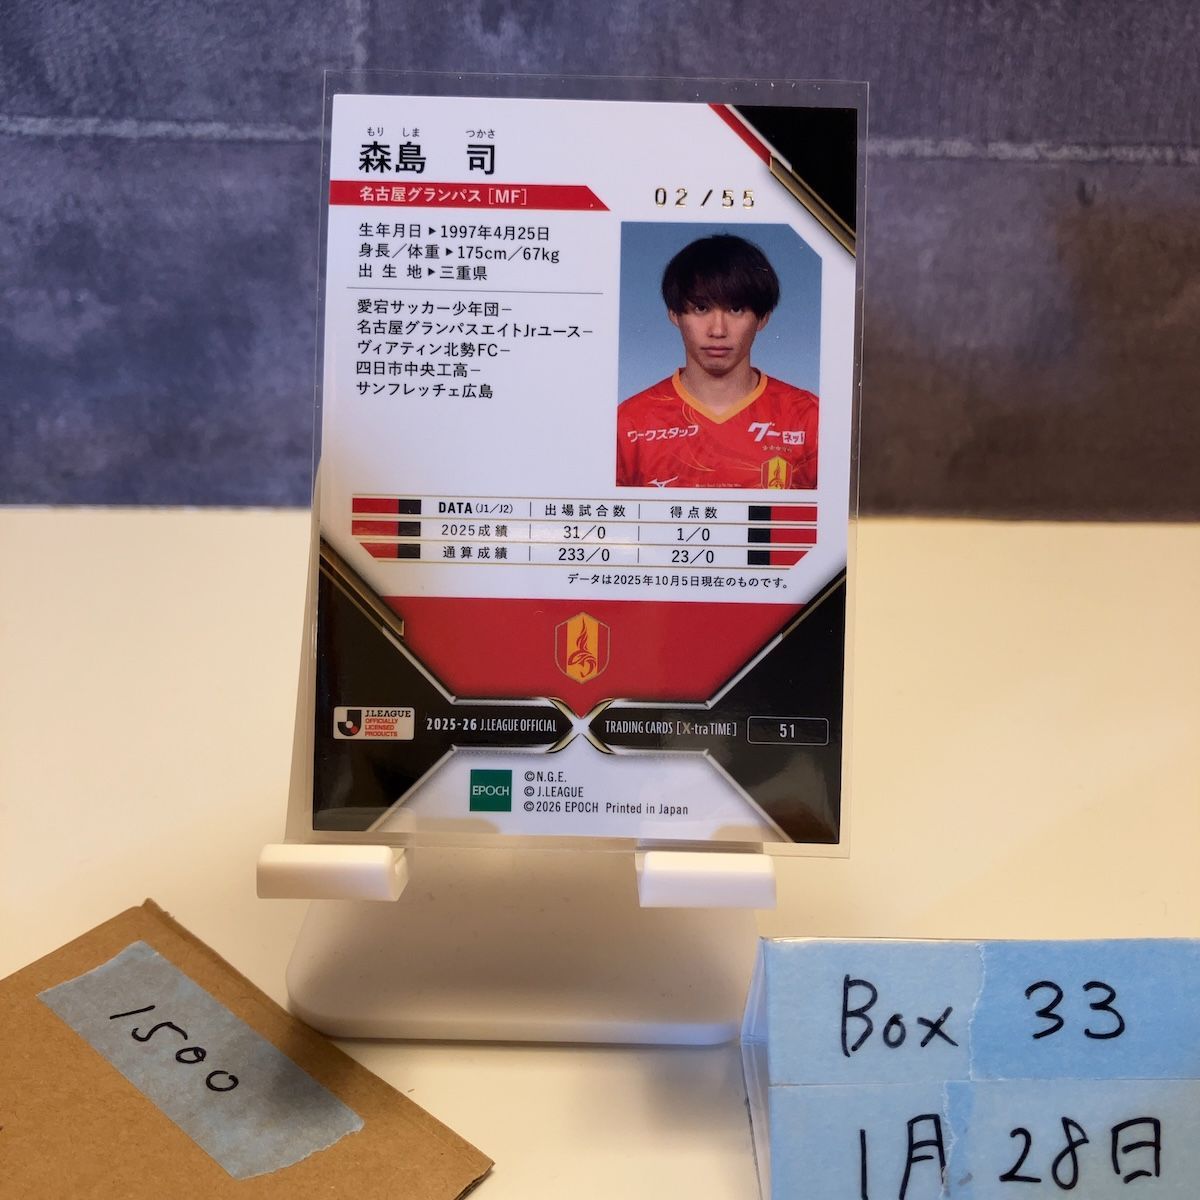 もり しま つかさ
森島 司
名古屋グランパス [MF]
02/55
生年月日▶1997年4月25日
身長／体重▶175cm／67kg
出生地▶三重県
愛宕サッカー少年団−
名古屋グランパスエイトJrユース−
ヴィアティン北勢FC−
四日市中央工高−
サンフレッチェ広島
ワークスタッフ
グー
ネット
DATA(J1／J2) 出場試合数 得点数
2025成績 31／0 1／0
通算成績 233／0 23／0
データは2025年10月5日現在のものです。
J.LEAGUE
OFFICIALLY
LICENSED
PRODUCTS
2025-26 J.LEAGUE OFFICIAL TRADING CARDS [X-tra TIME] 51
EPOCH
©N.G.E.
©J.LEAGUE
©2026 EPOCH Printed in Japan
1500
Box 33
1月28日